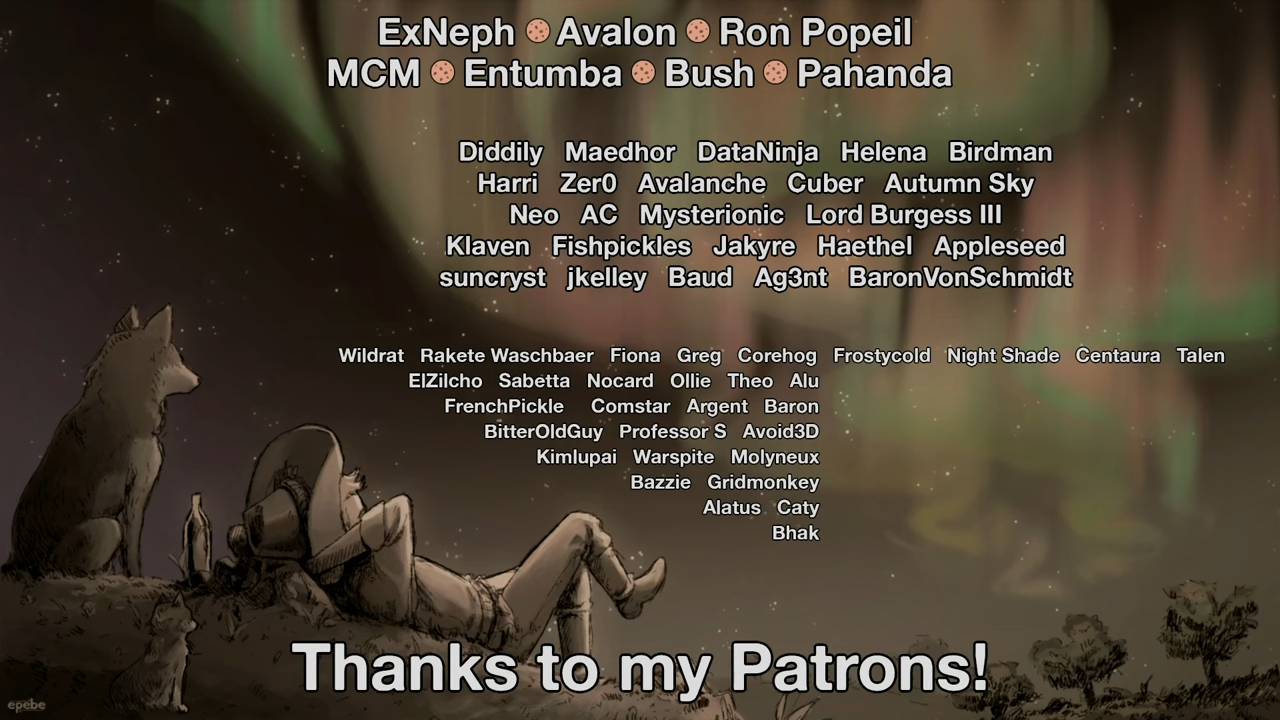 ExNeph 🍪 Avalon 🍪 Ron Popeil
MCM 🍪 Entumba 🍪 Bush 🍪 Pahanda
Diddily Maedhor DataNinja Helena Birdman
Harri Zer0 Avalanche Cuber Autumn Sky
Neo AC Mysterionic Lord Burgess III
Klaven Fishpickles Jakyre Haethel Appleseed
suncryst jkelley Baud Ag3nt BaronVonSchmidt
Wildrat Rakete Waschbaer Fiona Greg Corehog Frostycold Night Shade Centaura Talen
ElZilcho Sabetta Nocard Ollie Theo Alu
FrenchPickle Comstar Argent Baron
BitterOldGuy Professor S Avoid3D
Kimlupai Warspite Molyneux
Bazzie Gridmonkey
Alatus Caty
Bhak
Thanks to my Patrons!
epebe